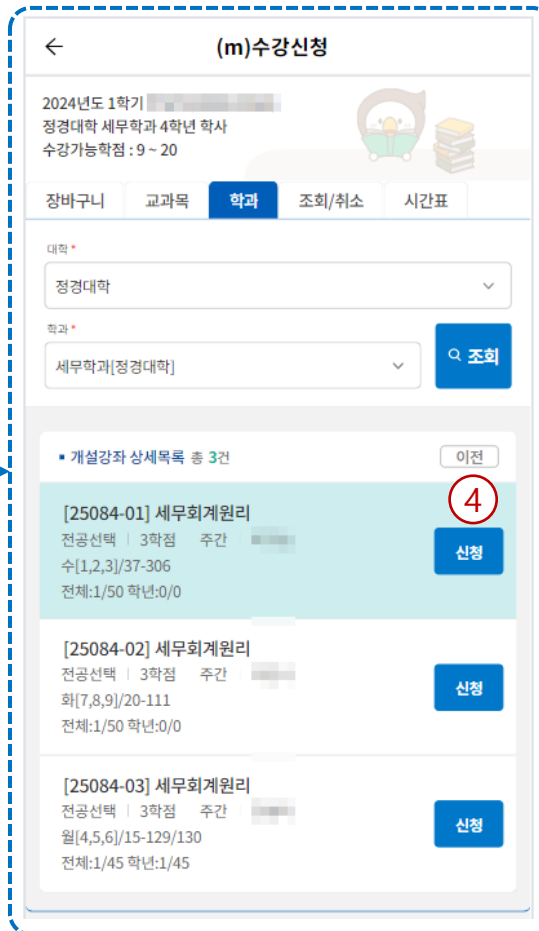 (m)수강신청
2024년도 1학기
정경대학 세무학과 4학년 학사
수강가능학점 : 9 ~ 20
장바구니 교과목 학과 조회/취소 시간표
대학 *
정경대학
학과 *
세무학과[정경대학]
조회
개설강좌 상세목록 총 3건 이전
4
[25084-01] 세무회계원리
전공선택 3학점 주간
신청
수[1,2,3]/37-306
전체:1/50 학년:0/0
[25084-02] 세무회계원리
전공선택 3학점 주간
신청
화[7,8,9]/20-111
전체:1/50 학년:0/0
[25084-03] 세무회계원리
전공선택 3학점 주간
신청
월[4,5,6]/15-129/130
전체:1/45 학년:1/45